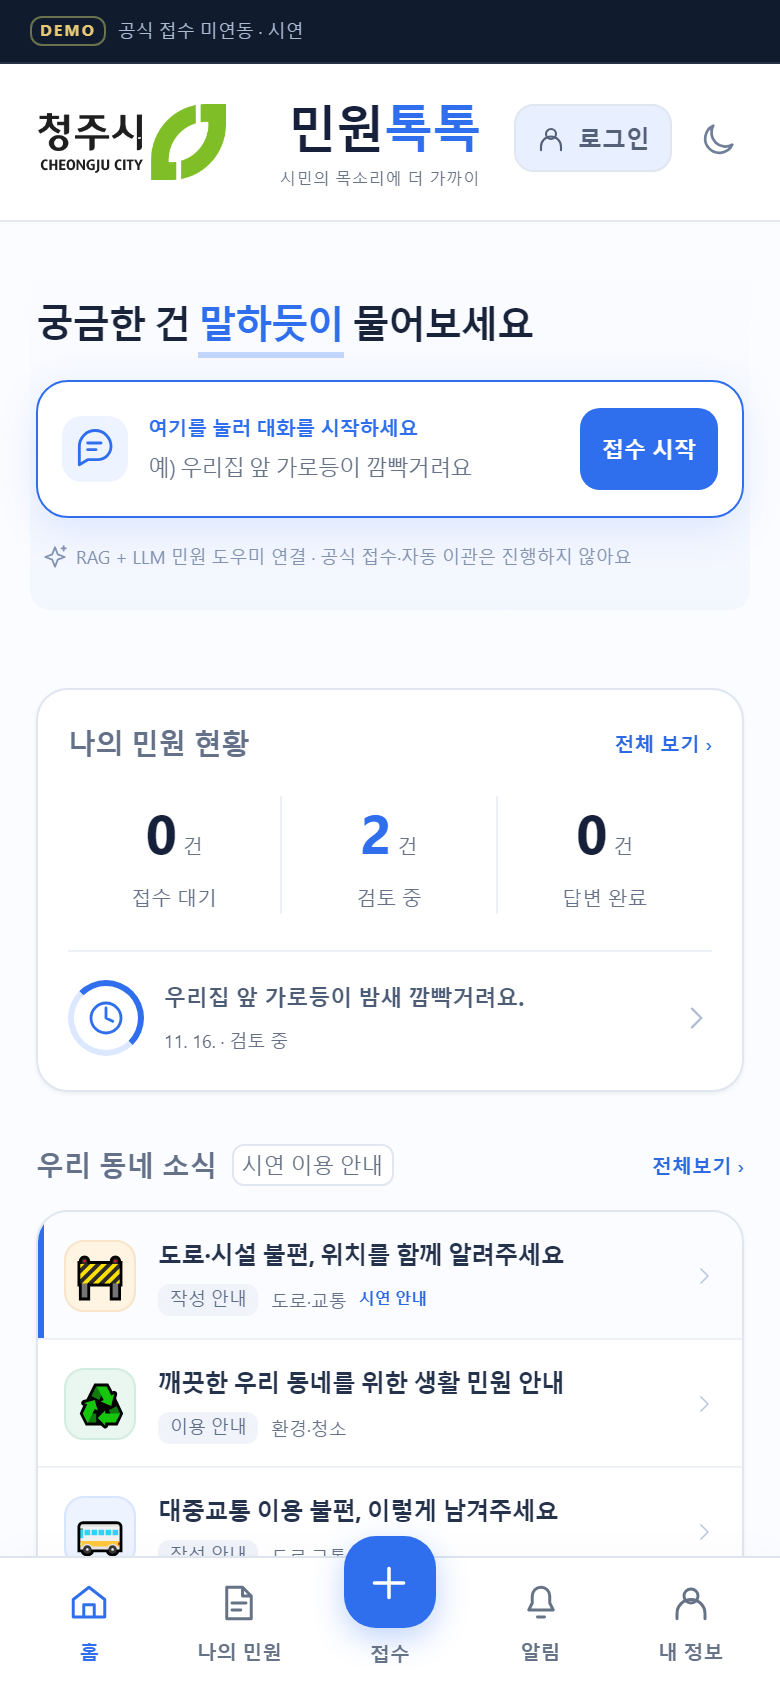 DEMO 공식 접수 미연동 · 시연
청주시
CHEONGJU CITY
민원톡톡
시민의 목소리에 더 가까이
로그인
궁금한 건 말하듯이 물어보세요
여기를 눌러 대화를 시작하세요
예) 우리집 앞 가로등이 깜빡거려요
접수 시작
RAG + LLM 민원 도우미 연결 · 공식 접수·자동 이관은 진행하지 않아요
나의 민원 현황
전체 보기 ›
0 건
접수 대기
2 건
검토 중
0 건
답변 완료
우리집 앞 가로등이 밤새 깜빡거려요.
11. 16. · 검토 중
우리 동네 소식 시연 이용 안내
전체보기 ›
도로·시설 불편, 위치를 함께 알려주세요
작성 안내 도로·교통 시연 안내
깨끗한 우리 동네를 위한 생활 민원 안내
이용 안내 환경·청소
대중교통 이용 불편, 이렇게 남겨주세요
작성 안내 도로·교통
홈
나의 민원
접수
알림
내 정보